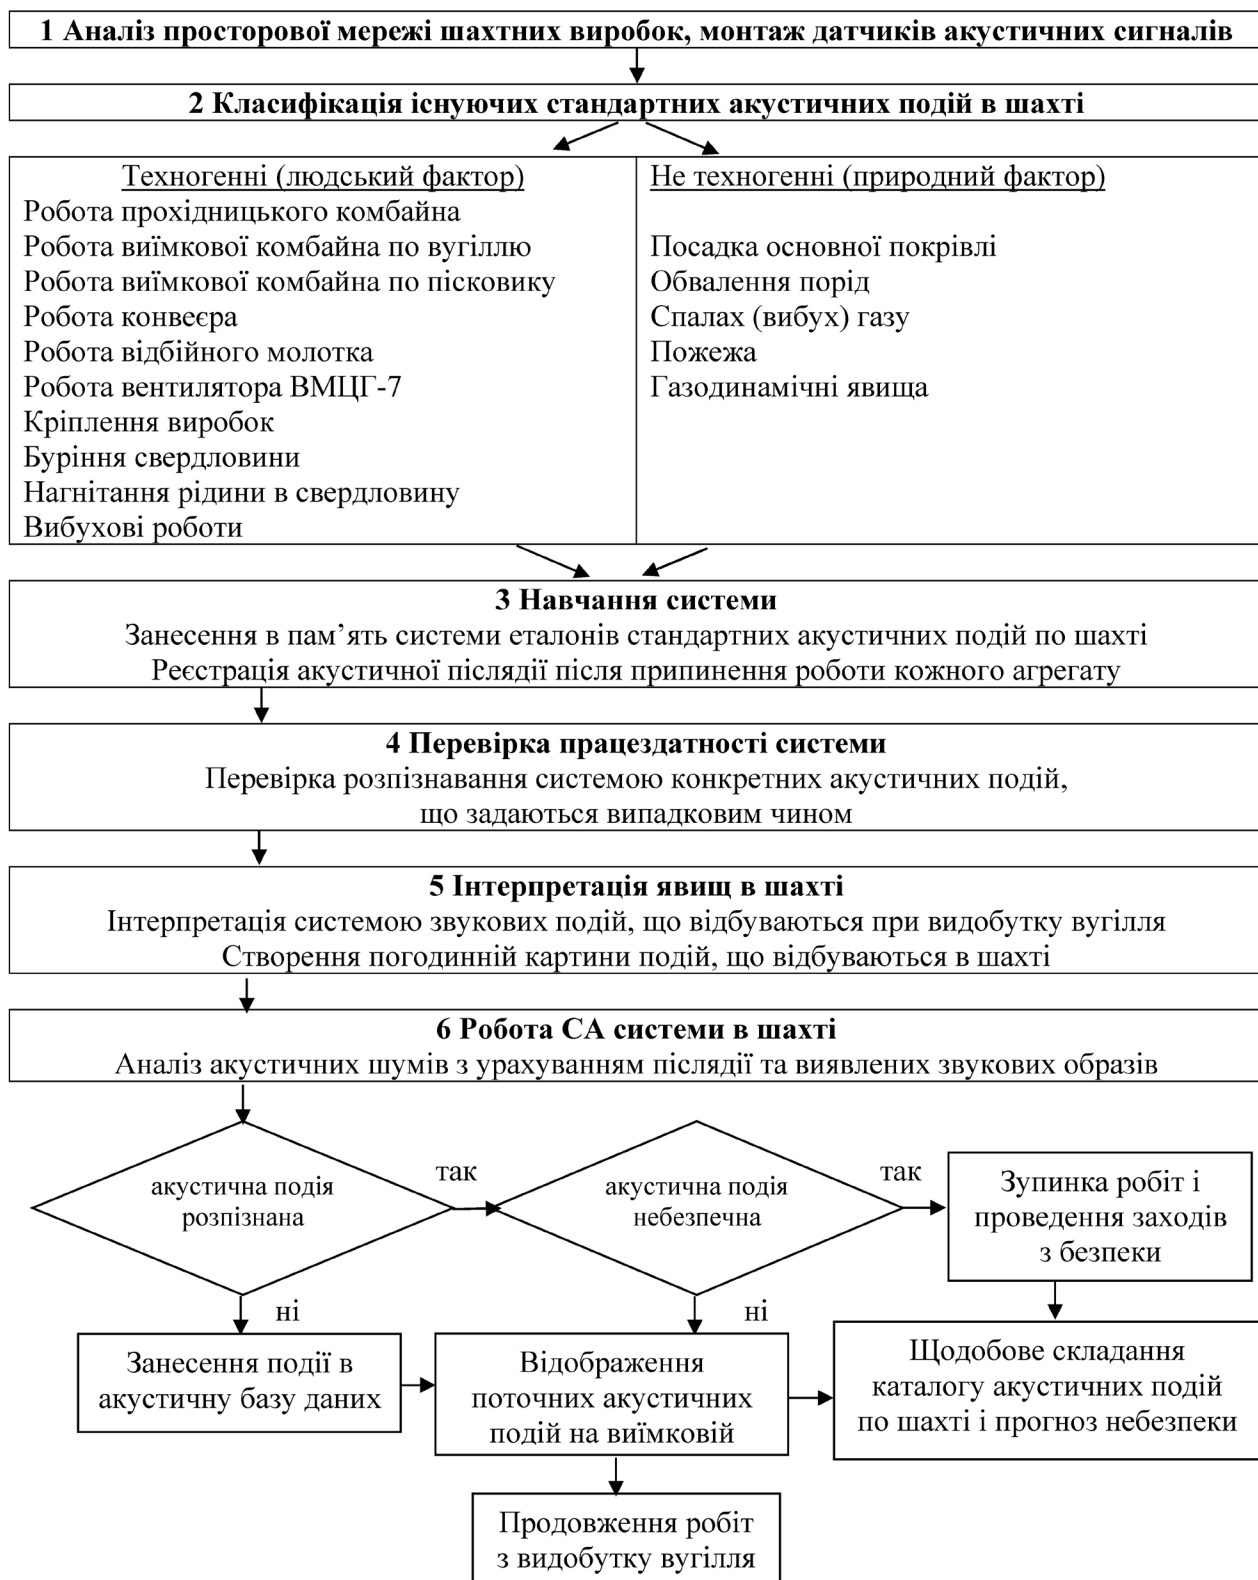 1 Аналіз просторової мережі шахтних виробок, монтаж датчиків акустичних сигналів
2 Класифікація існуючих стандартних акустичних подій в шахті
Техногенні (людський фактор)
Робота прохідницького комбайна
Робота виїмкової комбайна по вугіллю
Робота виїмкової комбайна по пісковику
Робота конвеєра
Робота відбійного молотка
Робота вентилятора ВМЦГ-7
Кріплення виробок
Буріння свердловини
Нагнітання рідини в свердловину
Вибухові роботи
Не техногенні (природний фактор)
Посадка основної покрівлі
Обвалення порід
Спалах (вибух) газу
Пожежа
Газодинамічні явища
3 Навчання системи
Занесення в пам’ять системи еталонів стандартних акустичних подій по шахті
Реєстрація акустичної післядії після припинення роботи кожного агрегату
4 Перевірка працездатності системи
Перевірка розпізнавання системою конкретних акустичних подій,
що задаються випадковим чином
5 Інтерпретація явищ в шахті
Інтерпретація системою звукових подій, що відбуваються при видобутку вугілля
Створення погодинній картини подій, що відбуваються в шахті
6 Робота СА системи в шахті
Аналіз акустичних шумів з урахуванням післядії та виявлених звукових образів
акустична подія
розпізнана
так
акустична подія
небезпечна
так
Зупинка робіт і
проведення заходів
з безпеки
ні
ні
Занесення події в
акустичну базу даних
Відображення
поточних акустичних
подій на виїмковій
Щодобове складання
каталогу акустичних подій
по шахті і прогноз небезпеки
Продовження робіт
з видобутку вугілля